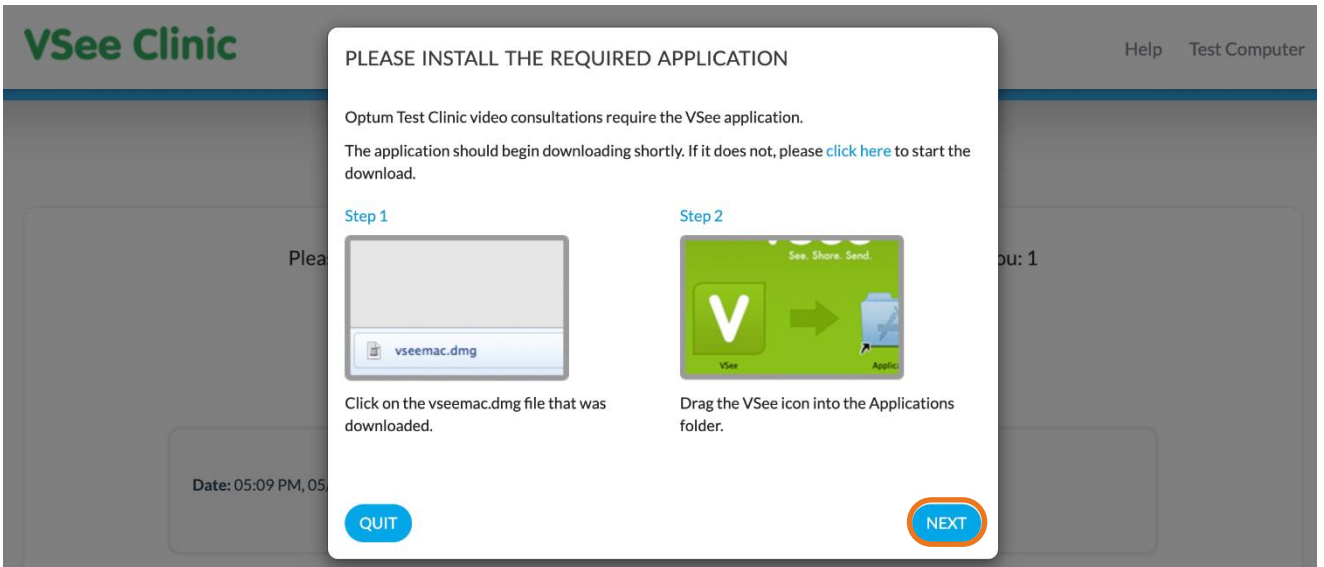 VSee Clinic
Help Test Computer
PLEASE INSTALL THE REQUIRED APPLICATION
Optum Test Clinic video consultations require the VSee application.
The application should begin downloading shortly. If it does not, please click here to start the
download.
Step 1
Step 2
See. Share. Send.
V
vseemac.dmg
VSee
Click on the vseemac.dmg file that was
downloaded.
Drag the VSee icon into the Applications
folder.
ou: 1
Date: 05:09 PM, 05/
QUIT
NEXT